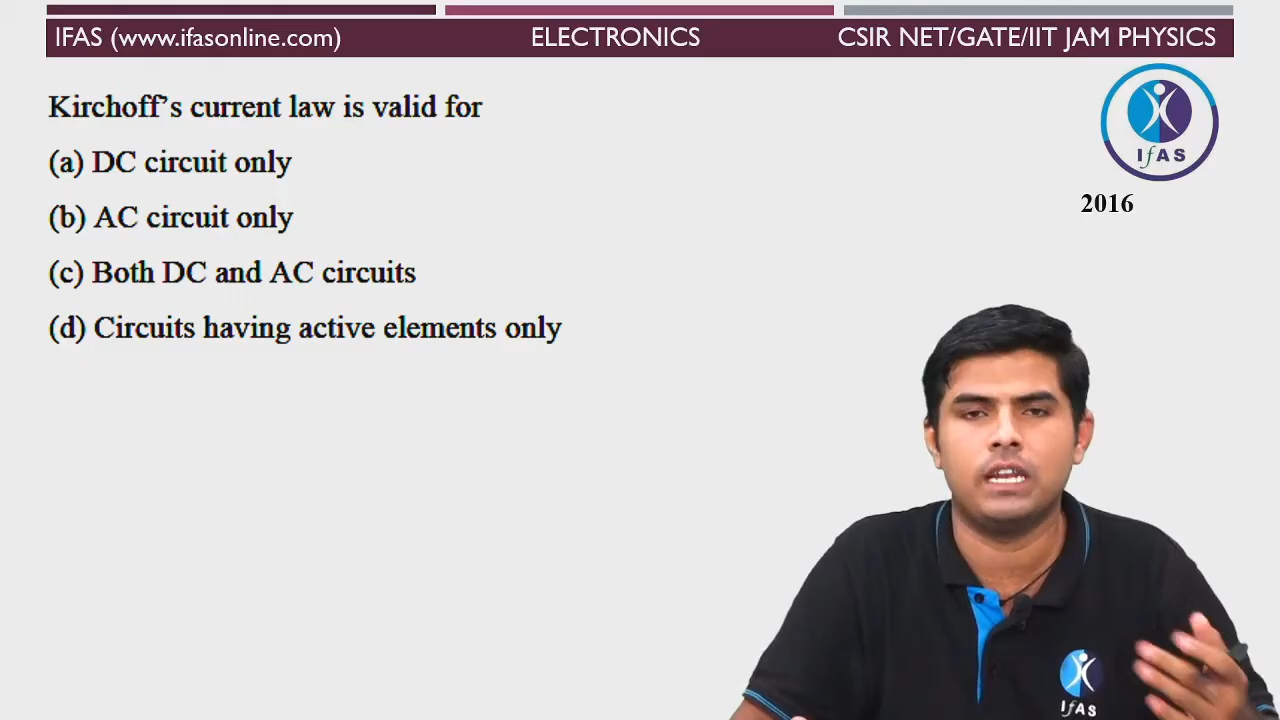 IFAS (www.ifasonline.com) ELECTRONICS CSIR NET/GATE/IIT JAM PHYSICS
Kirchoff's current law is valid for
(a) DC circuit only
(b) AC circuit only
(c) Both DC and AC circuits
(d) Circuits having active elements only
IfAS
2016
IfAS